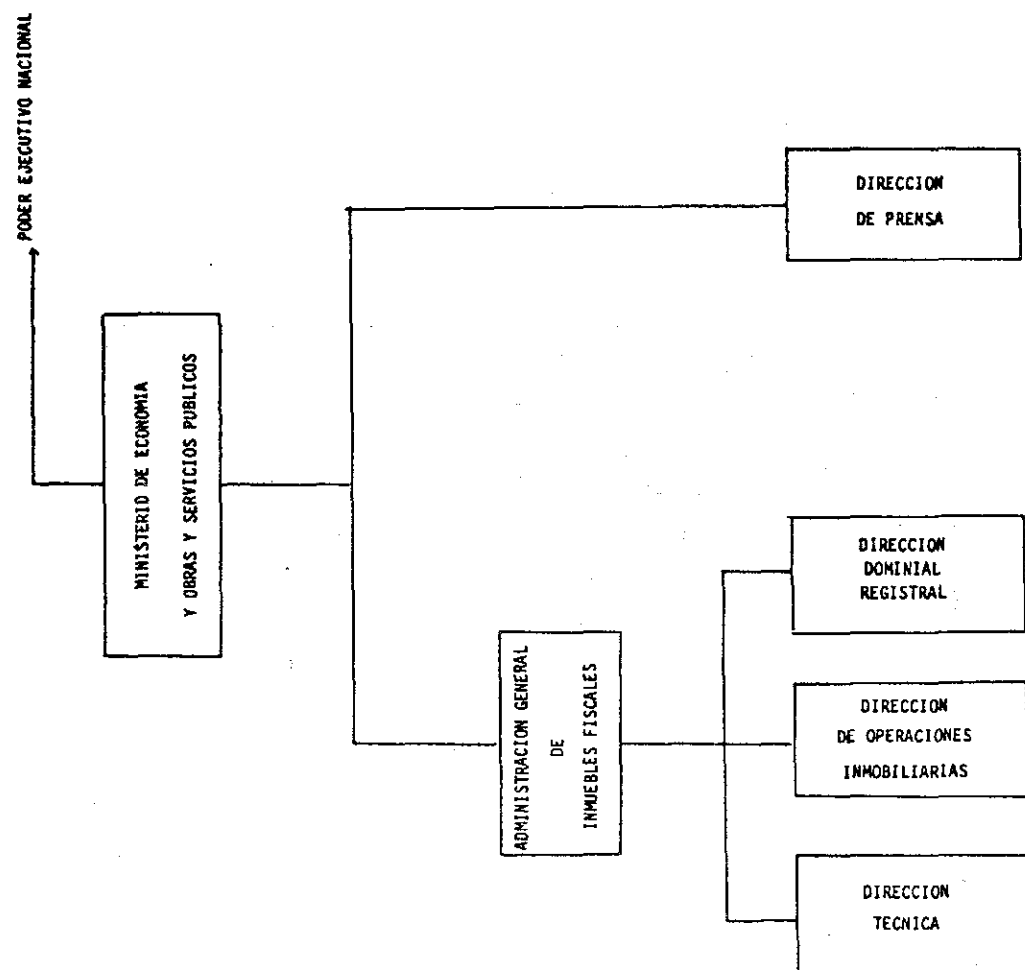 PODER EJECUTIVO NACIONAL
MINISTERIO DE ECONOMIA
Y OBRAS Y SERVICIOS PUBLICOS
ADMINISTRACION GENERAL
DE
INMUEBLES FISCALES
DIRECCION
DE PRENSA
DIRECCION
DOMINIAL
REGISTRAL
DIRECCION
DE OPERACIONES
INMOBILIARIAS
DIRECCION
TECNICA